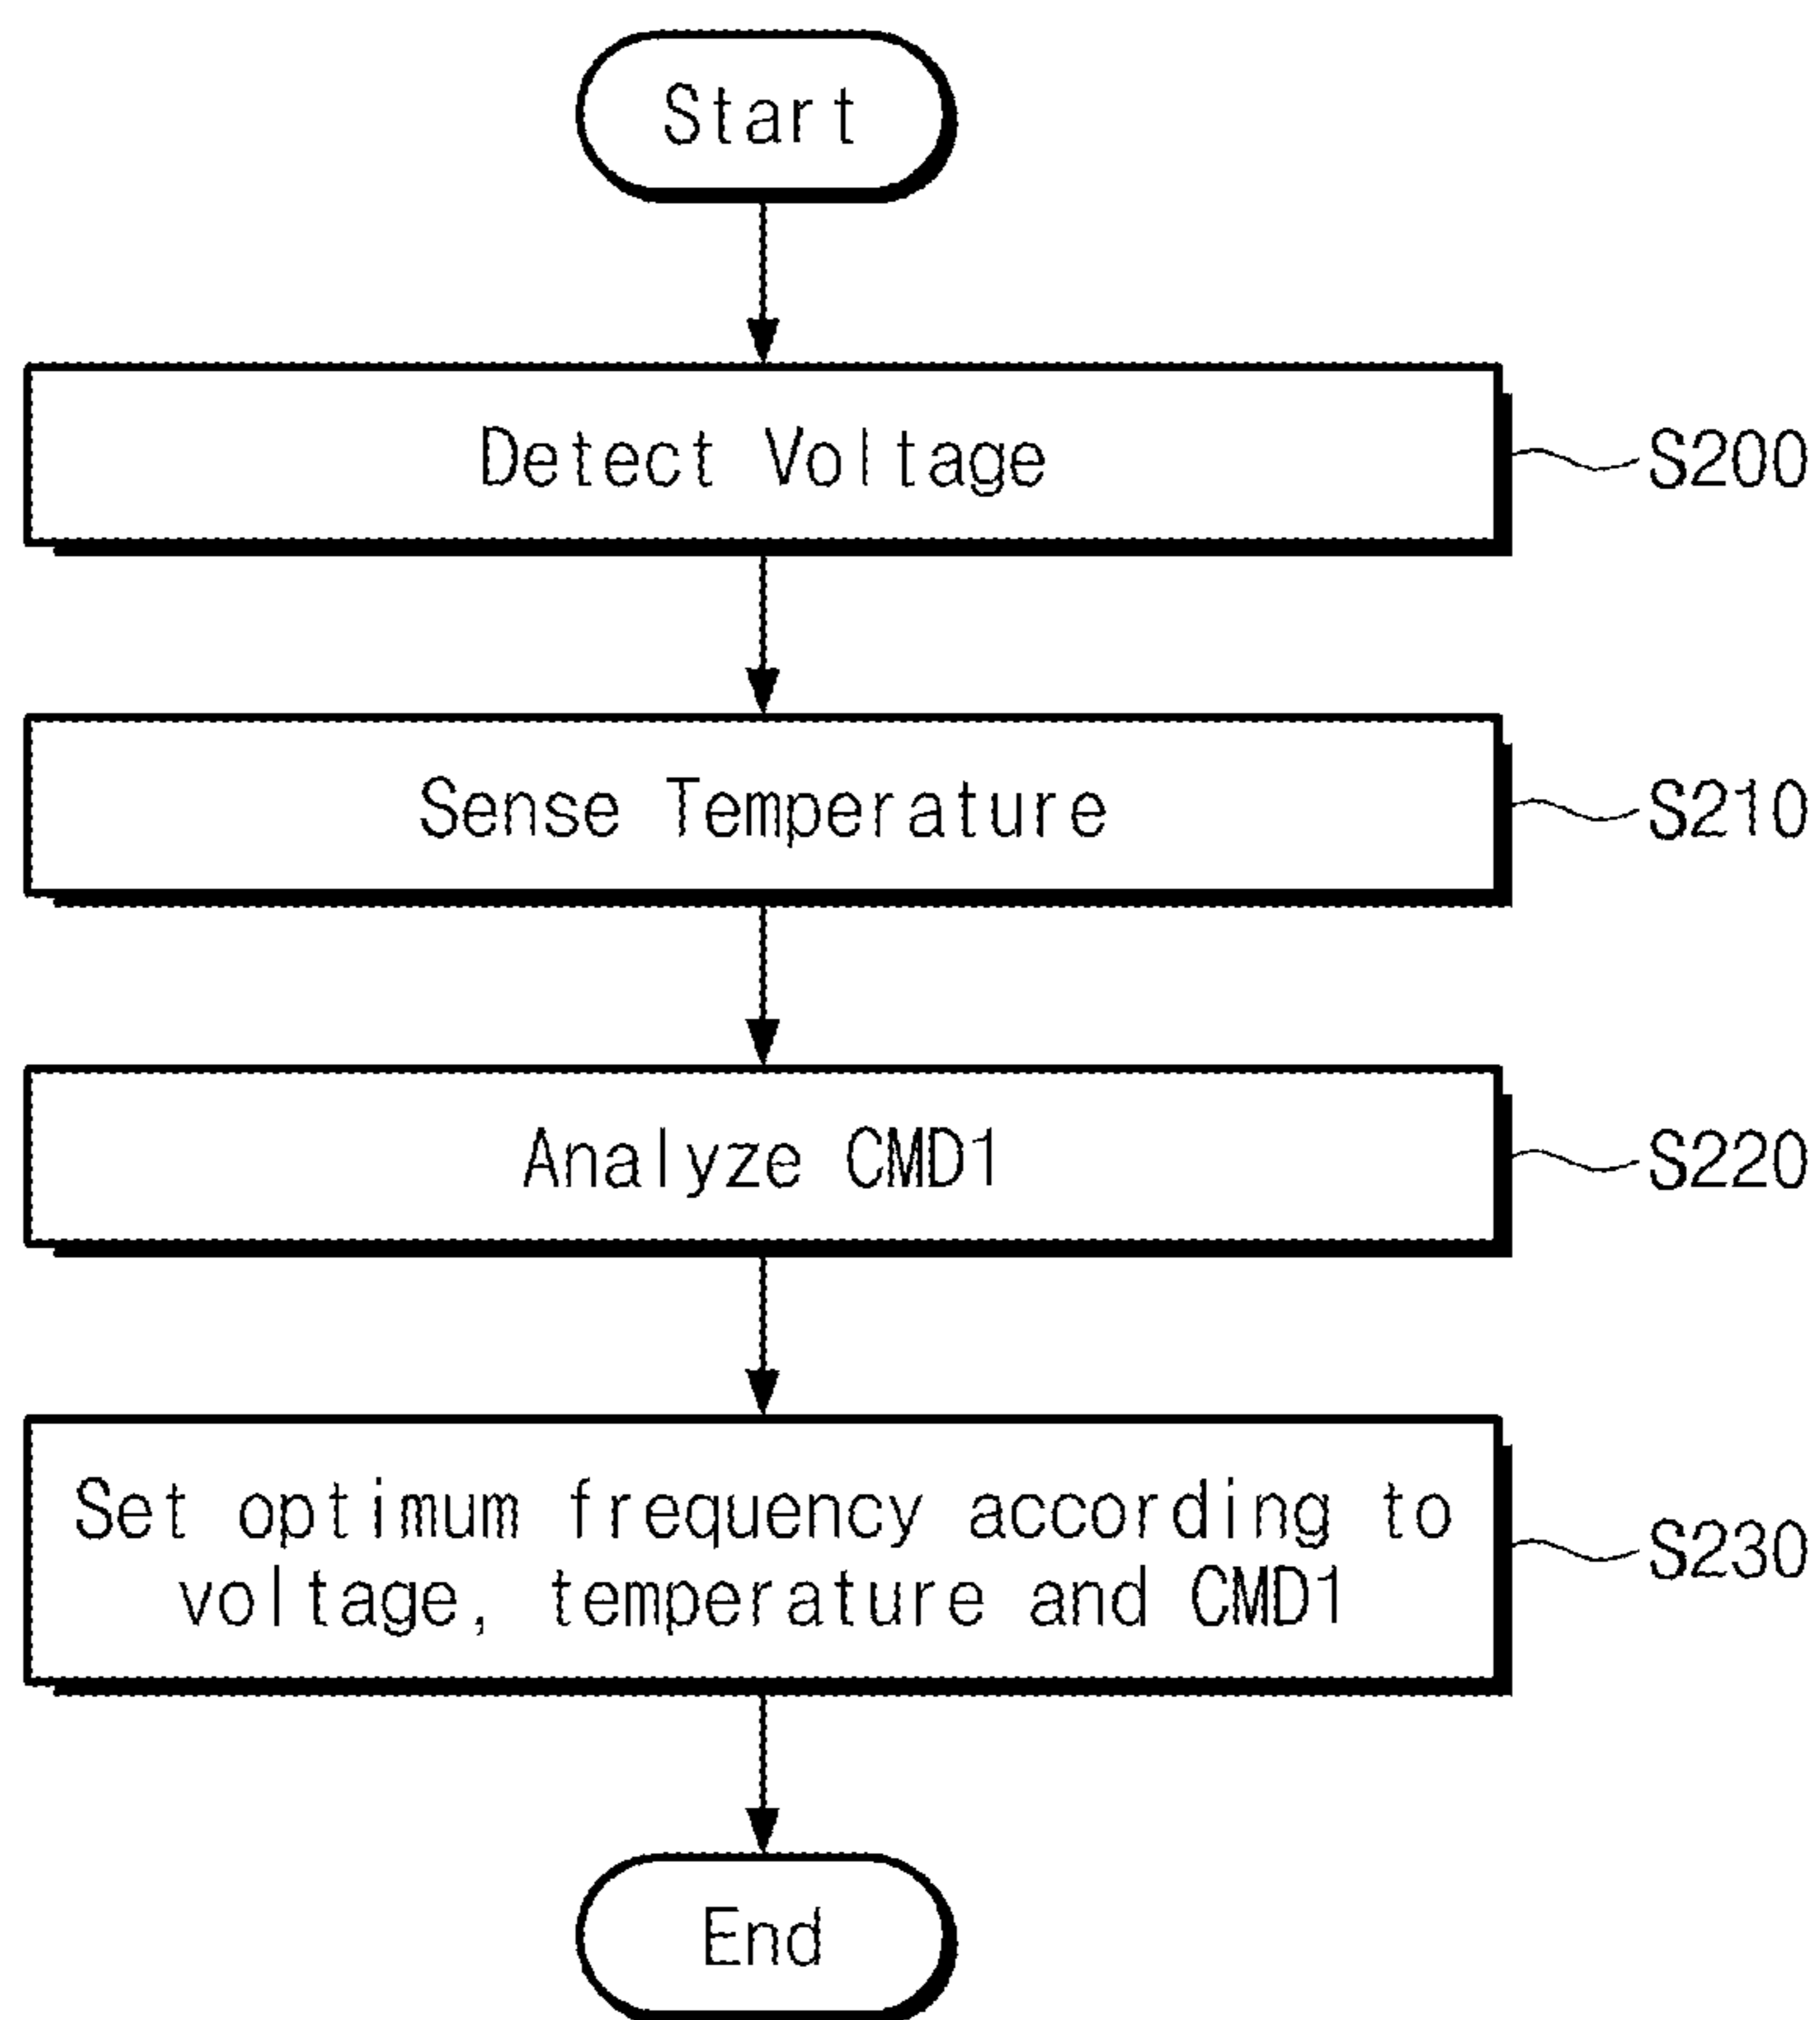 Start
Detect Voltage
S200
Sense Temperature
S210
Analyze CMD1
S220
Set optimum frequency according to
voltage, temperature and CMD1
S230
End